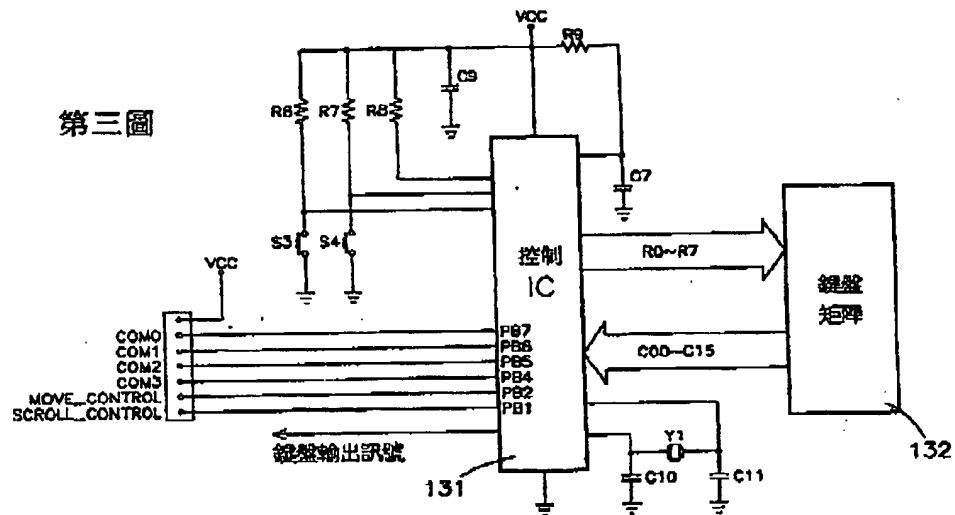 第三圖
VCC
R9
C9
R6
R7
R8
C7
S3
S4
控制
IC
R0~R7
鍵盤
矩陣
C00~C15
VCC
COM0
COM1
COM2
COM3
MOVE_CONTROL
SCROLL_CONTROL
PB7
PB6
PB5
PB4
PB2
PB1
鍵盤輸出訊號
131
Y1
C10
C11
132